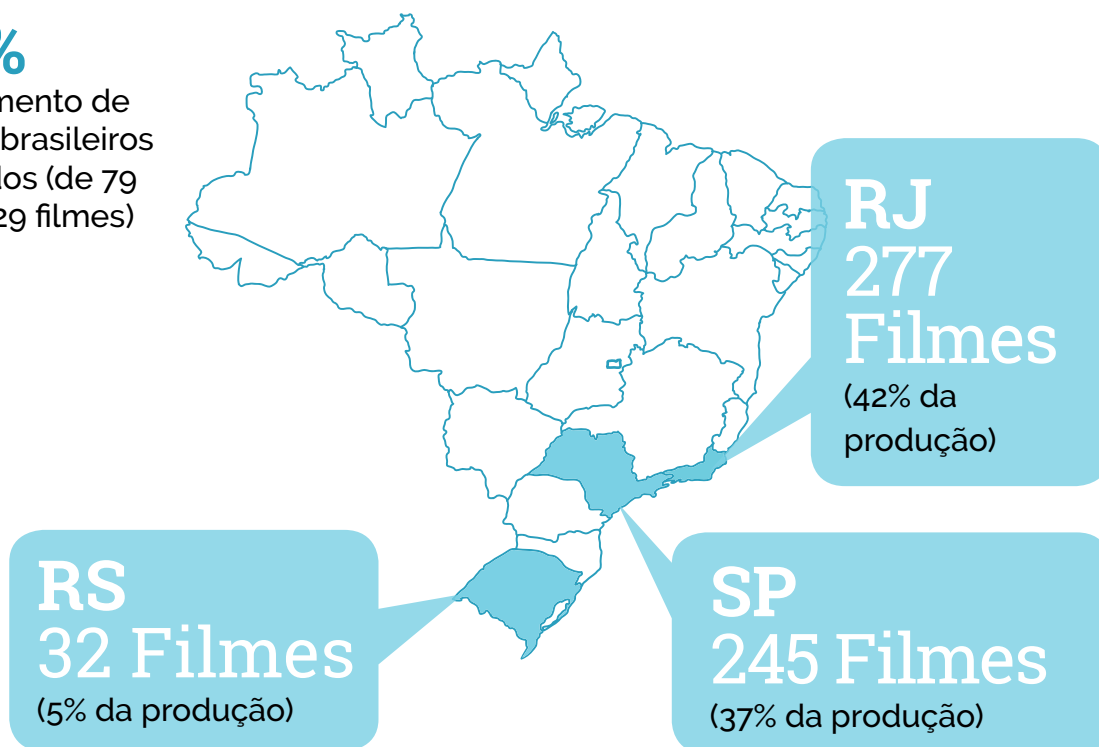 %
mento de
brasileiros
dos (de 79
29 filmes)
RJ
277
Filmes
(42% da
produção)
RS
32 Filmes
(5% da produção)
SP
245 Filmes
(37% da produção)